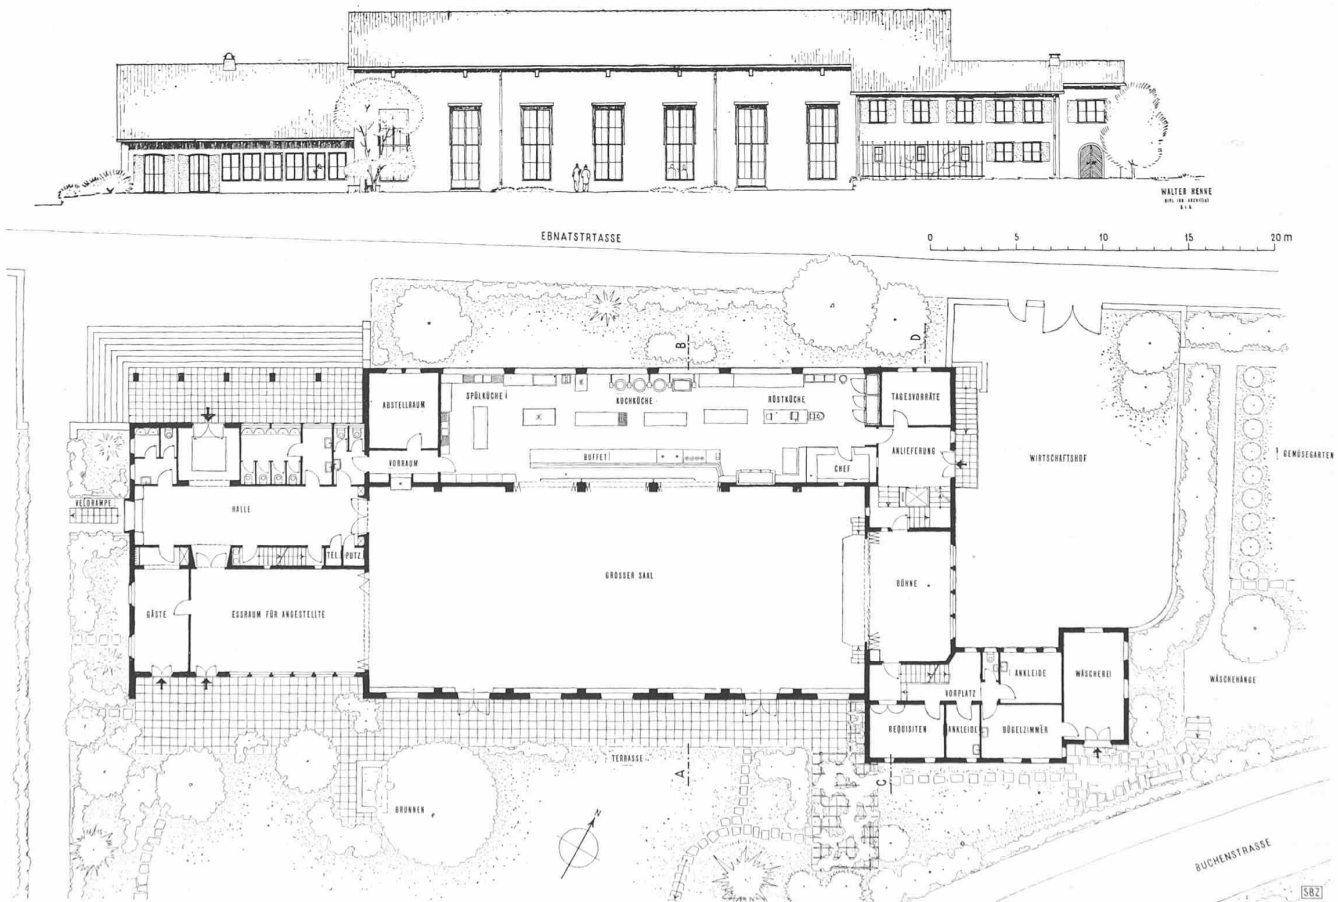 WALTER HENNE
EBNATSTRTASSE
0 5 10 15 20 m
B
D
ABSTELLRAUM
SPÜLKÜCHE
KOCHKÜCHE
RÖSTKÜCHE
TAGESVORRÄTE
VORRAUM
BUFFET
CHEF
ANLIEFERUNG
WIRTSCHAFTSHOF
GEMÜSEGARTEN
VELORAMPE
HALLE
TEL.
PUTZ.
GROSSER SAAL
BÜHNE
GÄSTE
ESSRAUM FÜR ANGESTELLTE
ANKLEIDE
WÄSCHEREI
WÄSCHEHÄNGE
VORPLATZ
REQUISITEN
ANKLEIDE
BÜGELZIMMER
TERRASSE
A
C
BRUNNEN
N
BUCHENSTRASSE
SBZ